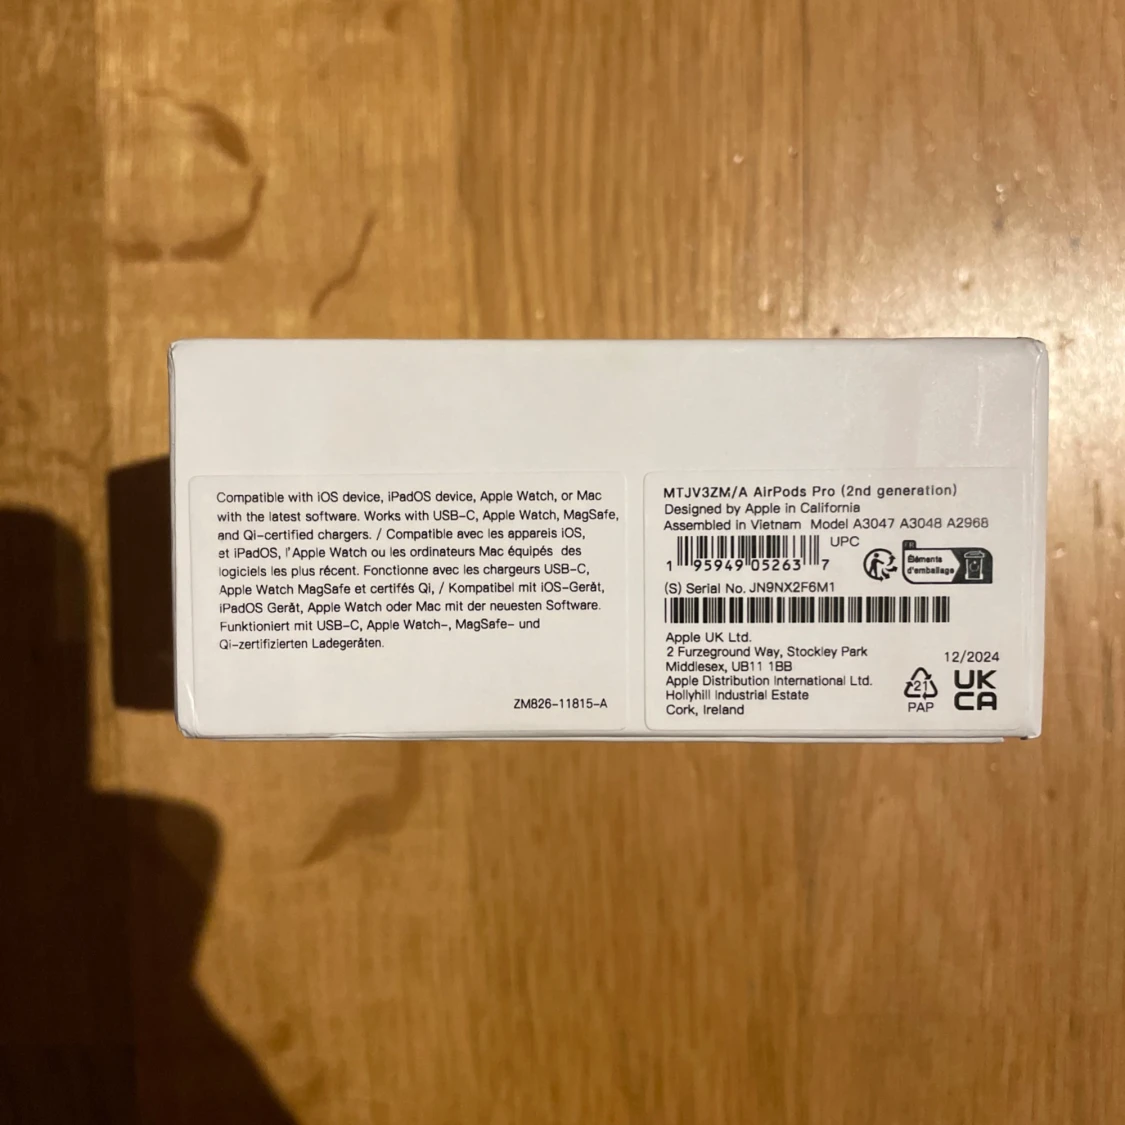 Compatible with iOS device, iPadOS device, Apple Watch, or Mac
with the latest software. Works with USB-C, Apple Watch, MagSafe,
and Qi-certified chargers. / Compatible avec les appareils iOS,
et iPadOS, l'Apple Watch ou les ordinateurs Mac équipés des
logiciels les plus récent. Fonctionne avec les chargeurs USB-C,
Apple Watch MagSafe et certifés Qi, / Kompatibel mit iOS-Gerät,
iPadOS Gerät, Apple Watch oder Mac mit der neuesten Software.
Funktioniert mit USB-C, Apple Watch-, MagSafe- und
Qi-zertifizierten Ladegeräten.
ZM826-11815-A
MTJV3ZM/A AirPods Pro (2nd generation)
Designed by Apple in California
Assembled in Vietnam Model A3047 A3048 A2968
UPC
1 95949 05263 7
FR
Éléments
d'emballage
(S) Serial No. JN9NX2F6M1
Apple UK Ltd.
2 Furzeground Way, Stockley Park
Middlesex, UB11 1BB
Apple Distribution International Ltd.
Hollyhill Industrial Estate
Cork, Ireland
12/2024
21
PAP
UK
CA